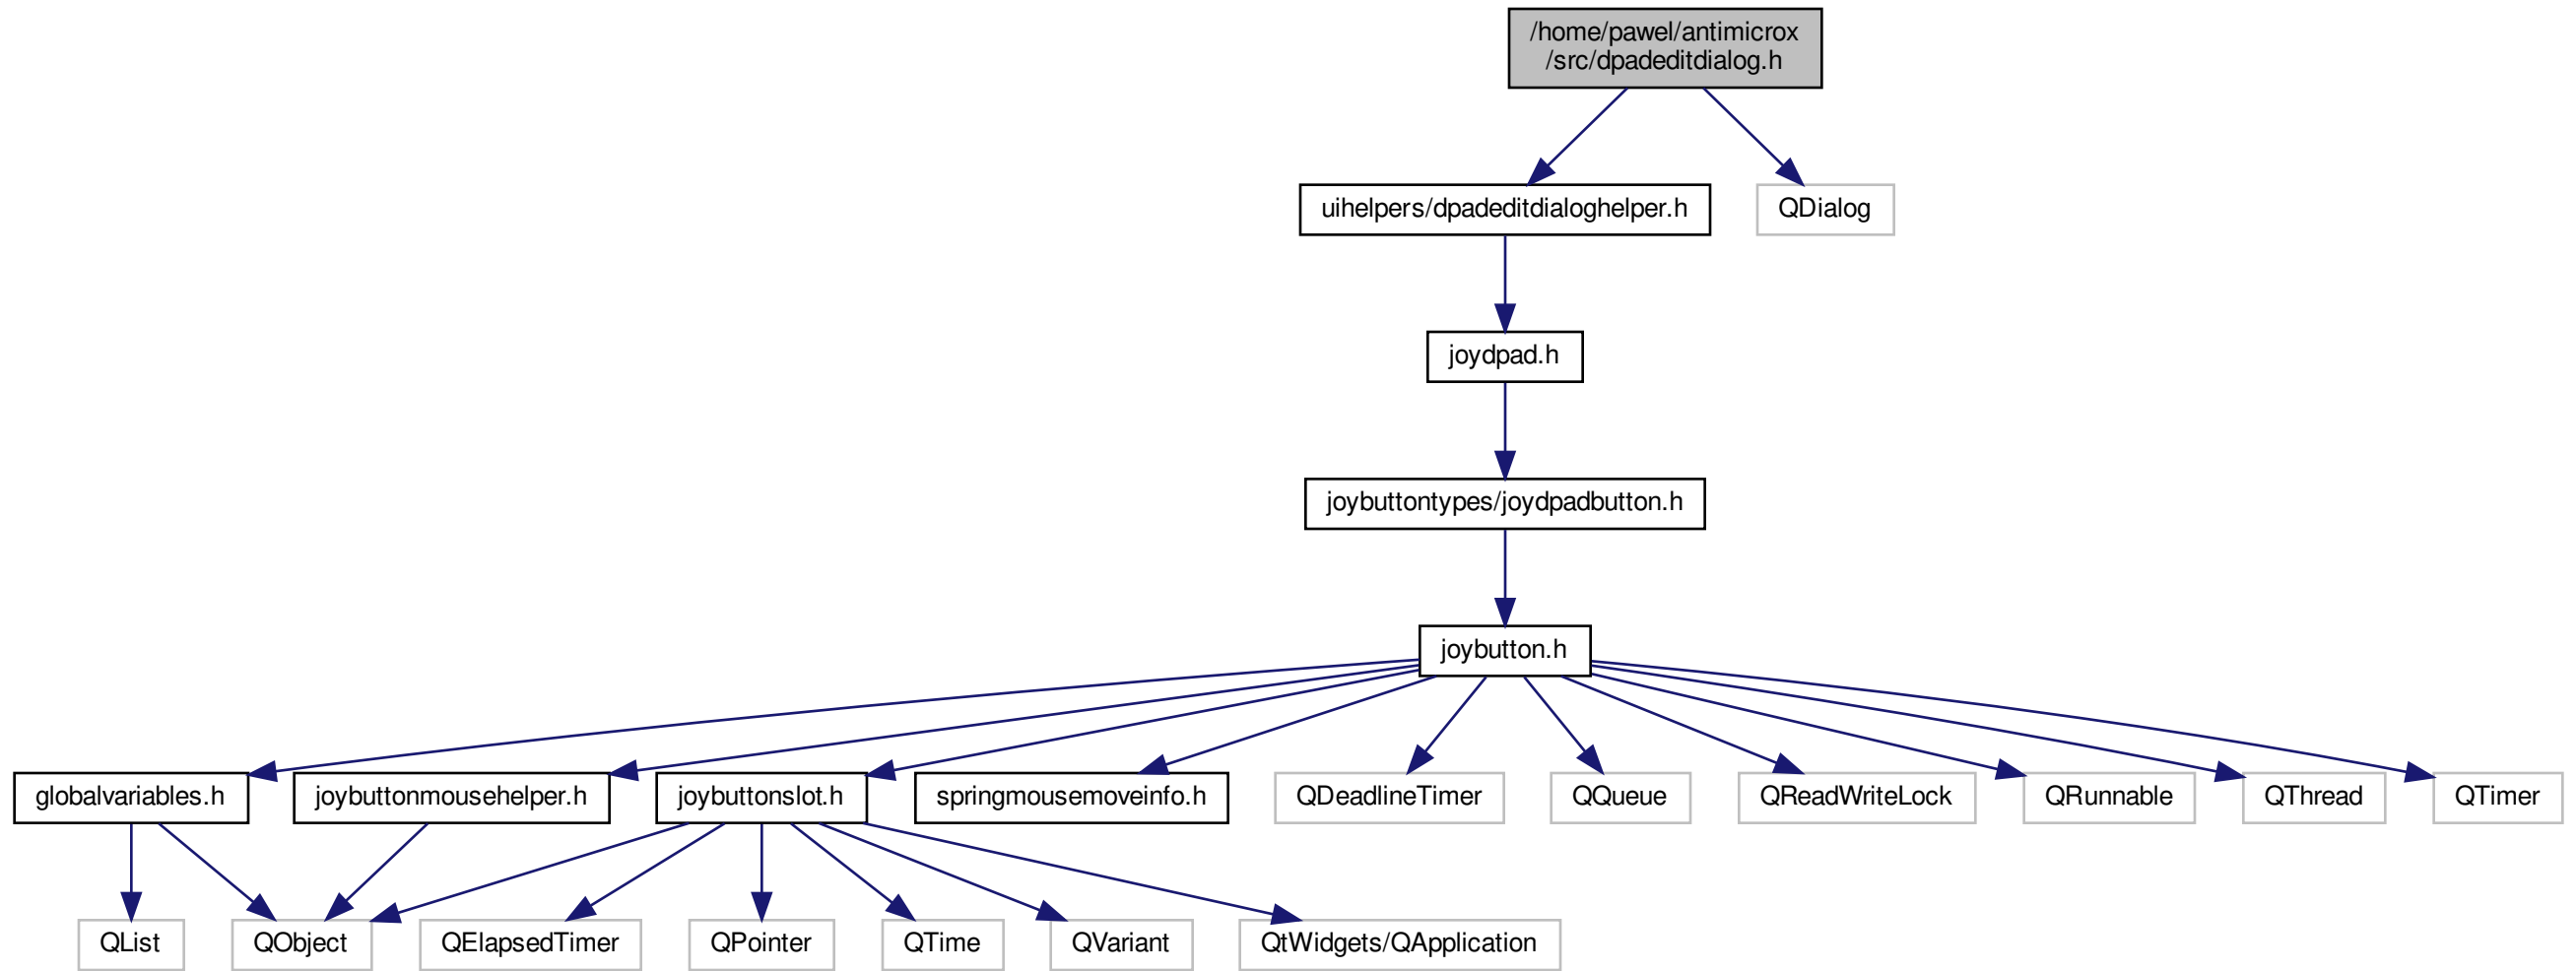 /home/pawel/antimicrox
/src/dpadeditdialog.h
uihelpers/dpadeditdialoghelper.h
QDialog
joydpad.h
joybuttontypes/joydpadbutton.h
joybutton.h
globalvariables.h
joybuttonmousehelper.h
joybuttonslot.h
springmousemoveinfo.h
QDeadlineTimer
QQueue
QReadWriteLock
QRunnable
QThread
QTimer
QList
QObject
QElapsedTimer
QPointer
QTime
QVariant
QtWidgets/QApplication